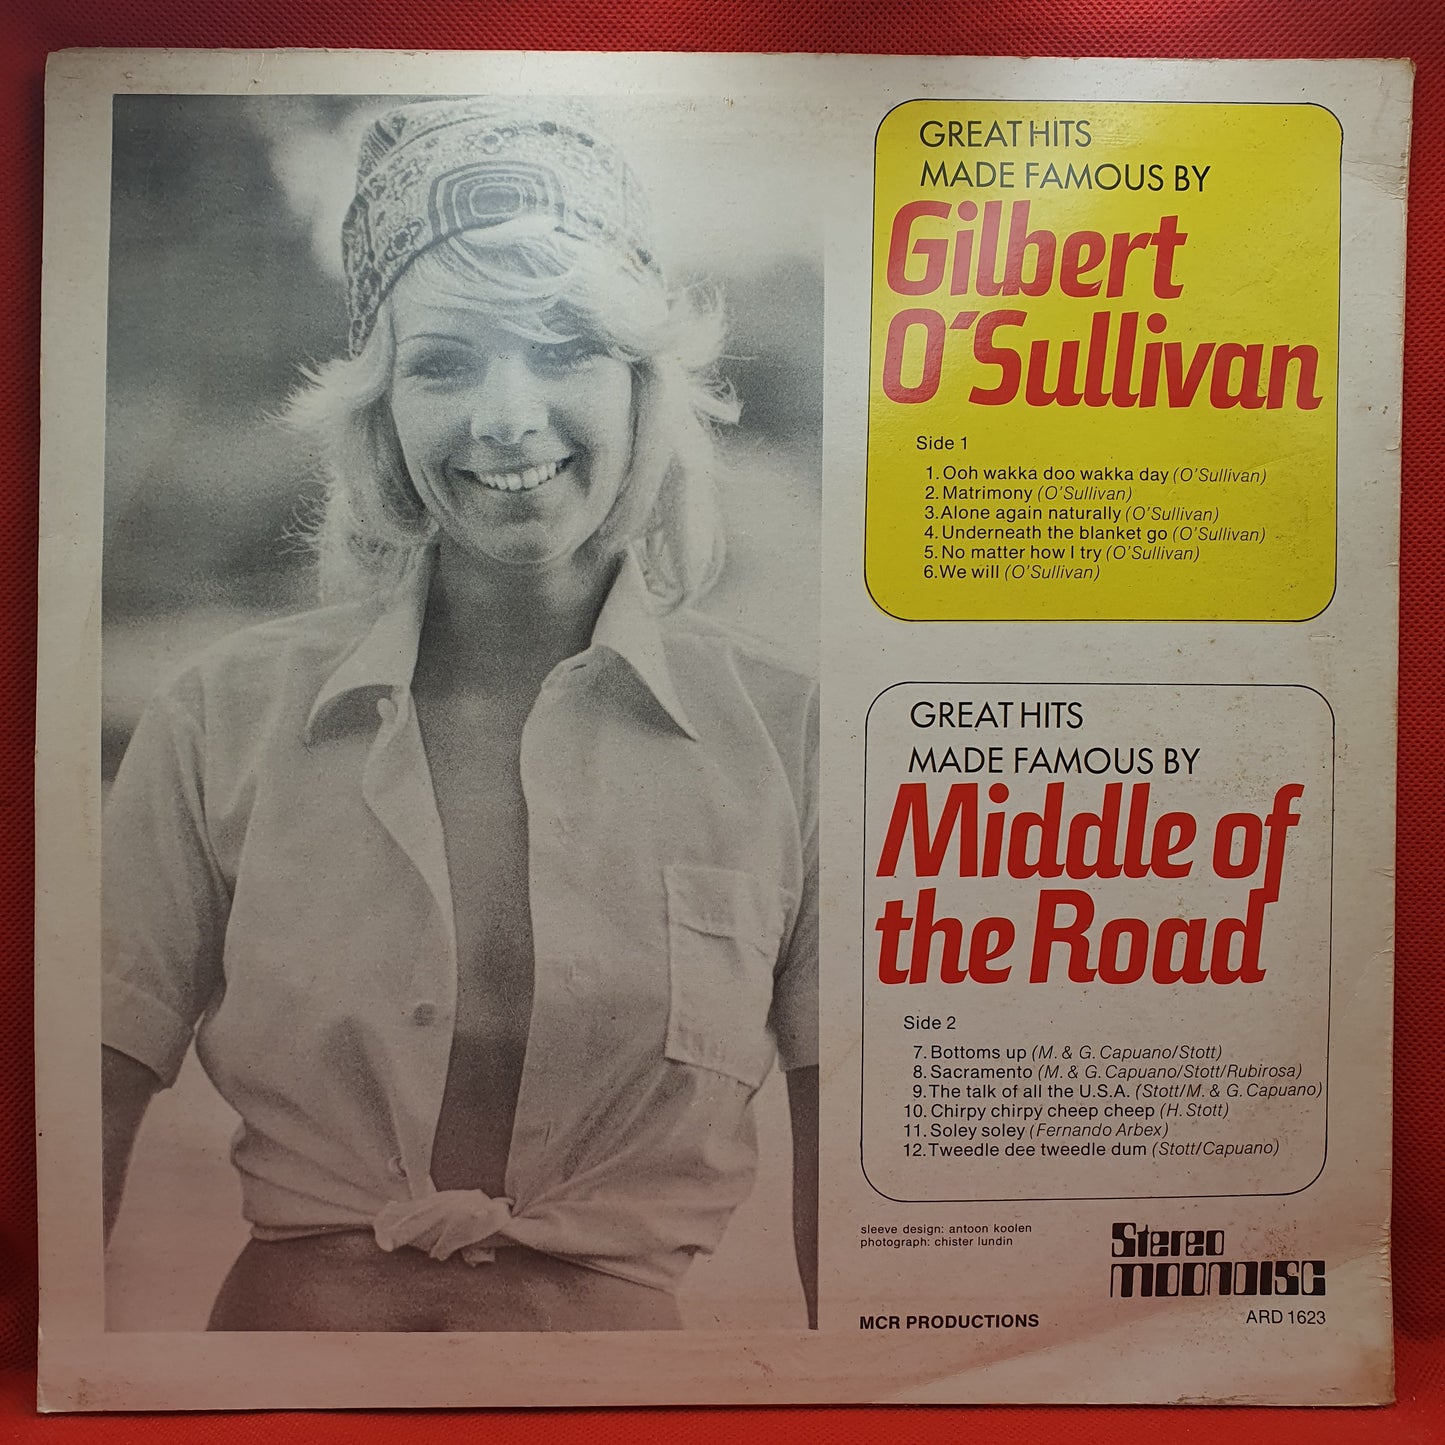 GREAT HITS
MADE FAMOUS BY
Gilbert
O'Sullivan
Side 1
1. Ooh wakka doo wakka day (O'Sullivan)
2. Matrimony (O'Sullivan)
3. Alone again naturally (O'Sullivan)
4. Underneath the blanket go (O'Sullivan)
5. No matter how I try (O'Sullivan)
6. We will (O'Sullivan)
GREAT HITS
MADE FAMOUS BY
Middle of
the Road
Side 2
7. Bottoms up (M. & G. Capuano/Stott)
8. Sacramento (M. & G. Capuano/Stott/Rubirosa)
9. The talk of all the U.S.A. (Stott/M. & G. Capuano)
10. Chirpy chirpy cheep cheep (H. Stott)
11. Soley soley (Fernando Arbex)
12. Tweedle dee tweedle dum (Stott/Capuano)
sleeve design: antoon koolen
photograph: chister lundin
Stereo
MOONDISC
MCR PRODUCTIONS
ARD 1623